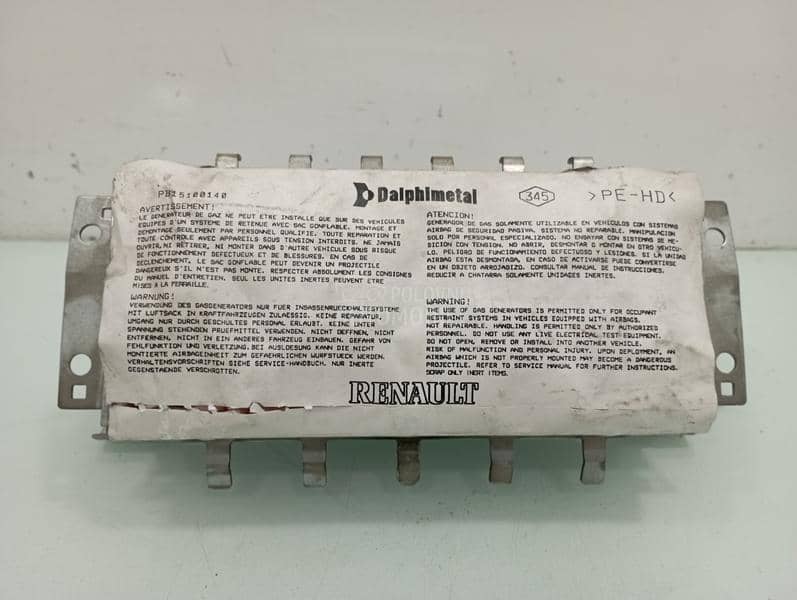 PB15:00140
Dalphimetal
345
>PE-HD<
AVERTISSEMENT!
LE GENERATEUR DE GAZ NE PEUT ETRE INSTALLE QUE SUR DES VEHICULES
EQUIPES D'UN SYSTEME DE RETENUE AVEC SAC GONFLABLE. MONTAGE ET
DEMONTAGE SEULEMENT PAR PERSONNEL QUALIFIE. TOUTE REPARATION ET
TOUTE CONTROLE AVEC APPAREILS SOUS TENSION INTERDITS. NE JAMAIS
OUVRIR, NI RETIRER, NI MONTER DANS D'AUTRE VEHICULE SOUS RISQUE
DE FONCTIONNEMENT DEFECTUEUX ET DE BLESSURES. EN CAS DE
DECLENCHEMENT, LE SAC GONFLABLE PEUT DEVENIR UN PROJECTILE
DANGEREUX S'IL N'EST PAS MONTE. RESPECTER ABSOLUMENT LES CONSIGNES
DU MANUEL D'ENTRETIEN. SEUL LES UNITES INERTES PEUVENT ETRE
MISES A LA FERRAILLE.
ATENCION!
GENERADOR DE GAS SOLAMENTE UTILIZABLE EN VEHICULOS CON SISTEMAS
AIRBAG DE SEGURIDAD PASIVA. SISTEMA NO REPARABLE. MANIPULACION
SOLO POR PERSONAL ESPECIALIZADO. NO ENSAYAR CON SISTEMAS DE ME-
DICION CON TENSION. NO ABRIR, DESMONTAR O MONTAR EN OTRO VEHICU-
LO. PELIGRO DE FUNCIONAMIENTO DEFECTUOSO Y LESIONES. SI LA UNIDAD
AIRBAG ESTA DESMONTADA, EN CASO DE ACTIVARSE PUEDE CONVERTIRSE
EN UN OBJETO ARROJADIZO. CONSULTAR MANUAL DE INSTRUCCIONES.
REDUCIR A CHATARRA SOLAMENTE UNIDADES INERTES.
WARNUNG!
VERWENDUNG DES GASGENERATORS NUR FUER INSASSENRUECKHALTESYSTEME
MIT LUFTSACK IN KRAFTFAHRZEUGEN ZULAESSIG. KEINE REPARATUR.
UMGANG NUR DURCH GESCHULTES PERSONAL ERLAUBT. KEINE UNTER
SPANNUNG STEHENDEN PRUEFMITTEL VERWENDEN. NICHT OEFFNEN, NICHT
ENTFERNEN, NICHT IN EIN ANDERES FAHRZEUG EINBAUEN. GEFAHR VON
FEHLFUNKTION UND VERLETZUNG. BEI AUSLOESUNG KANN DIE NICHT
MONTIERTE AIRBAGEINHEIT ZUM GEFAEHRLICHEN WURFSTUECK WERDEN.
VERHALTENSVORSCHRIFTEN SIEHE SERVICE-HANDBUCH. NUR INERTE
GEGENSTAENDE VERSCHROTTEN.
WARNING!
THE USE OF GAS GENERATORS IS PERMITTED ONLY FOR OCCUPANT
RESTRAINT SYSTEMS IN VEHICLES EQUIPPED WITH AIRBAGS.
NOT REPAIRABLE. HANDLING IS PERMITTED ONLY BY AUTHORIZED
PERSONNEL. DO NOT USE ANY LIVE ELECTRICAL TEST EQUIPMENT.
DO NOT OPEN, REMOVE OR INSTALL INTO ANOTHER VEHICLE.
RISK OF MALFUNCTION AND PERSONAL INJURY. UPON DEPLOYMENT, AN
AIRBAG WHICH IS NOT PROPERLY MOUNTED MAY BECOME A DANGEROUS
PROJECTILE. REFER TO SERVICE MANUAL FOR FURTHER INSTRUCTIONS.
SCRAP ONLY INERT ITEMS.
RENAULT